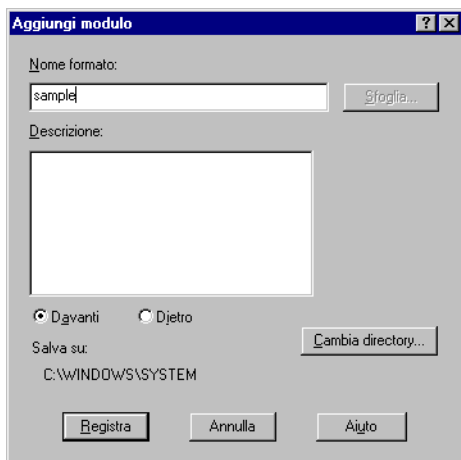 Aggiungi modulo
Nome formato:
sample
Sfoglia...
Descrizione:
Davanti
Dietro
Cambia directory...
Salva su:
C:\WINDOWS\SYSTEM
Registra
Annulla
Aiuto